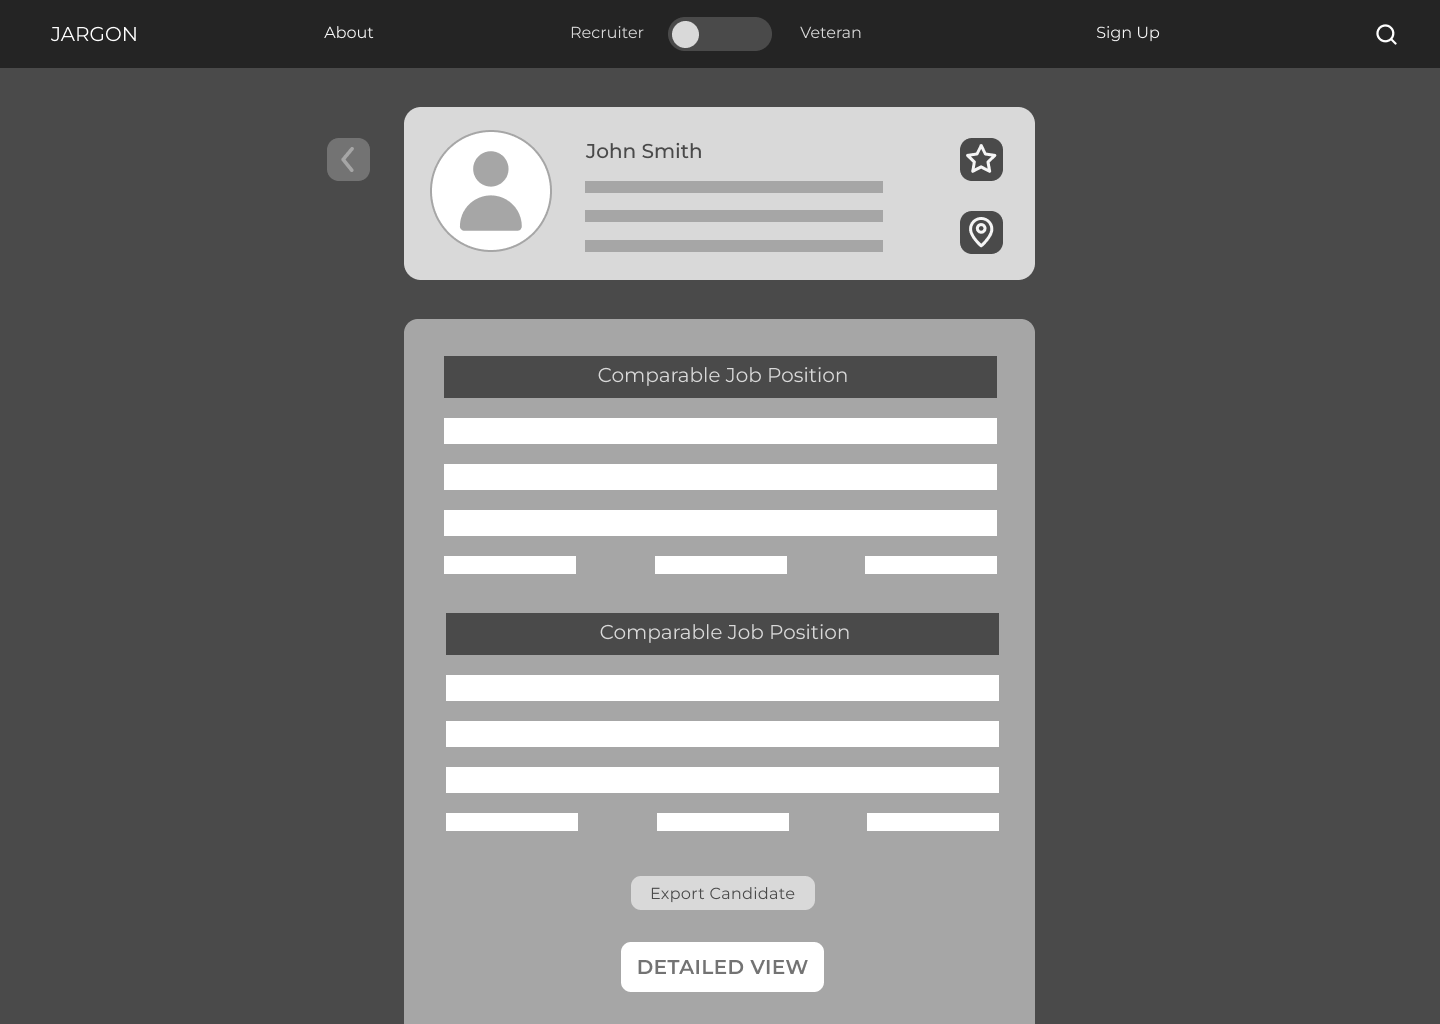 JARGON
About
Recruiter
Veteran
Sign Up
John Smith
Comparable Job Position
Comparable Job Position
Export Candidate
DETAILED VIEW